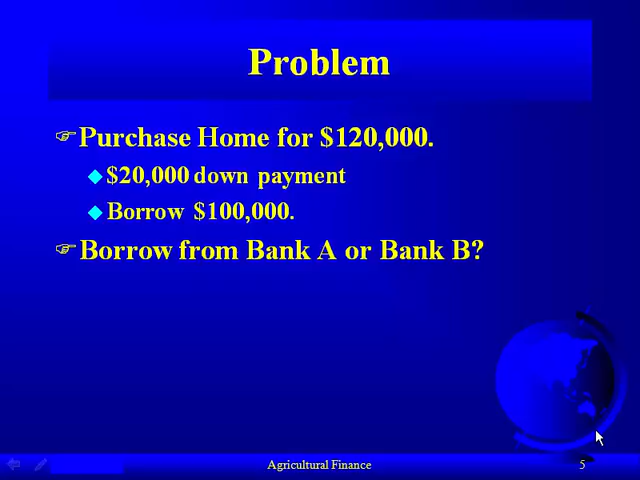 Problem
Purchase Home for $120,000.
$20,000 down payment
Borrow $100,000.
Borrow from Bank A or Bank B?
Agricultural Finance 5